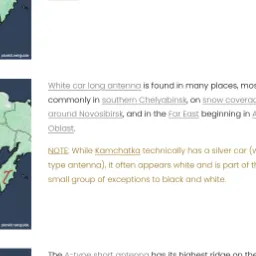 White car long antenna is found in many places, mos
commonly in southern Chelyabinsk, on snow coverag
around Novosibirsk, and in the Far East beginning in A
Oblast.
NOTE: While Kamchatka technically has a silver car (w
type antenna), it often appears white and is part of th
small group of exceptions to black and white.
The A-type short antenna has its highest ridge on the